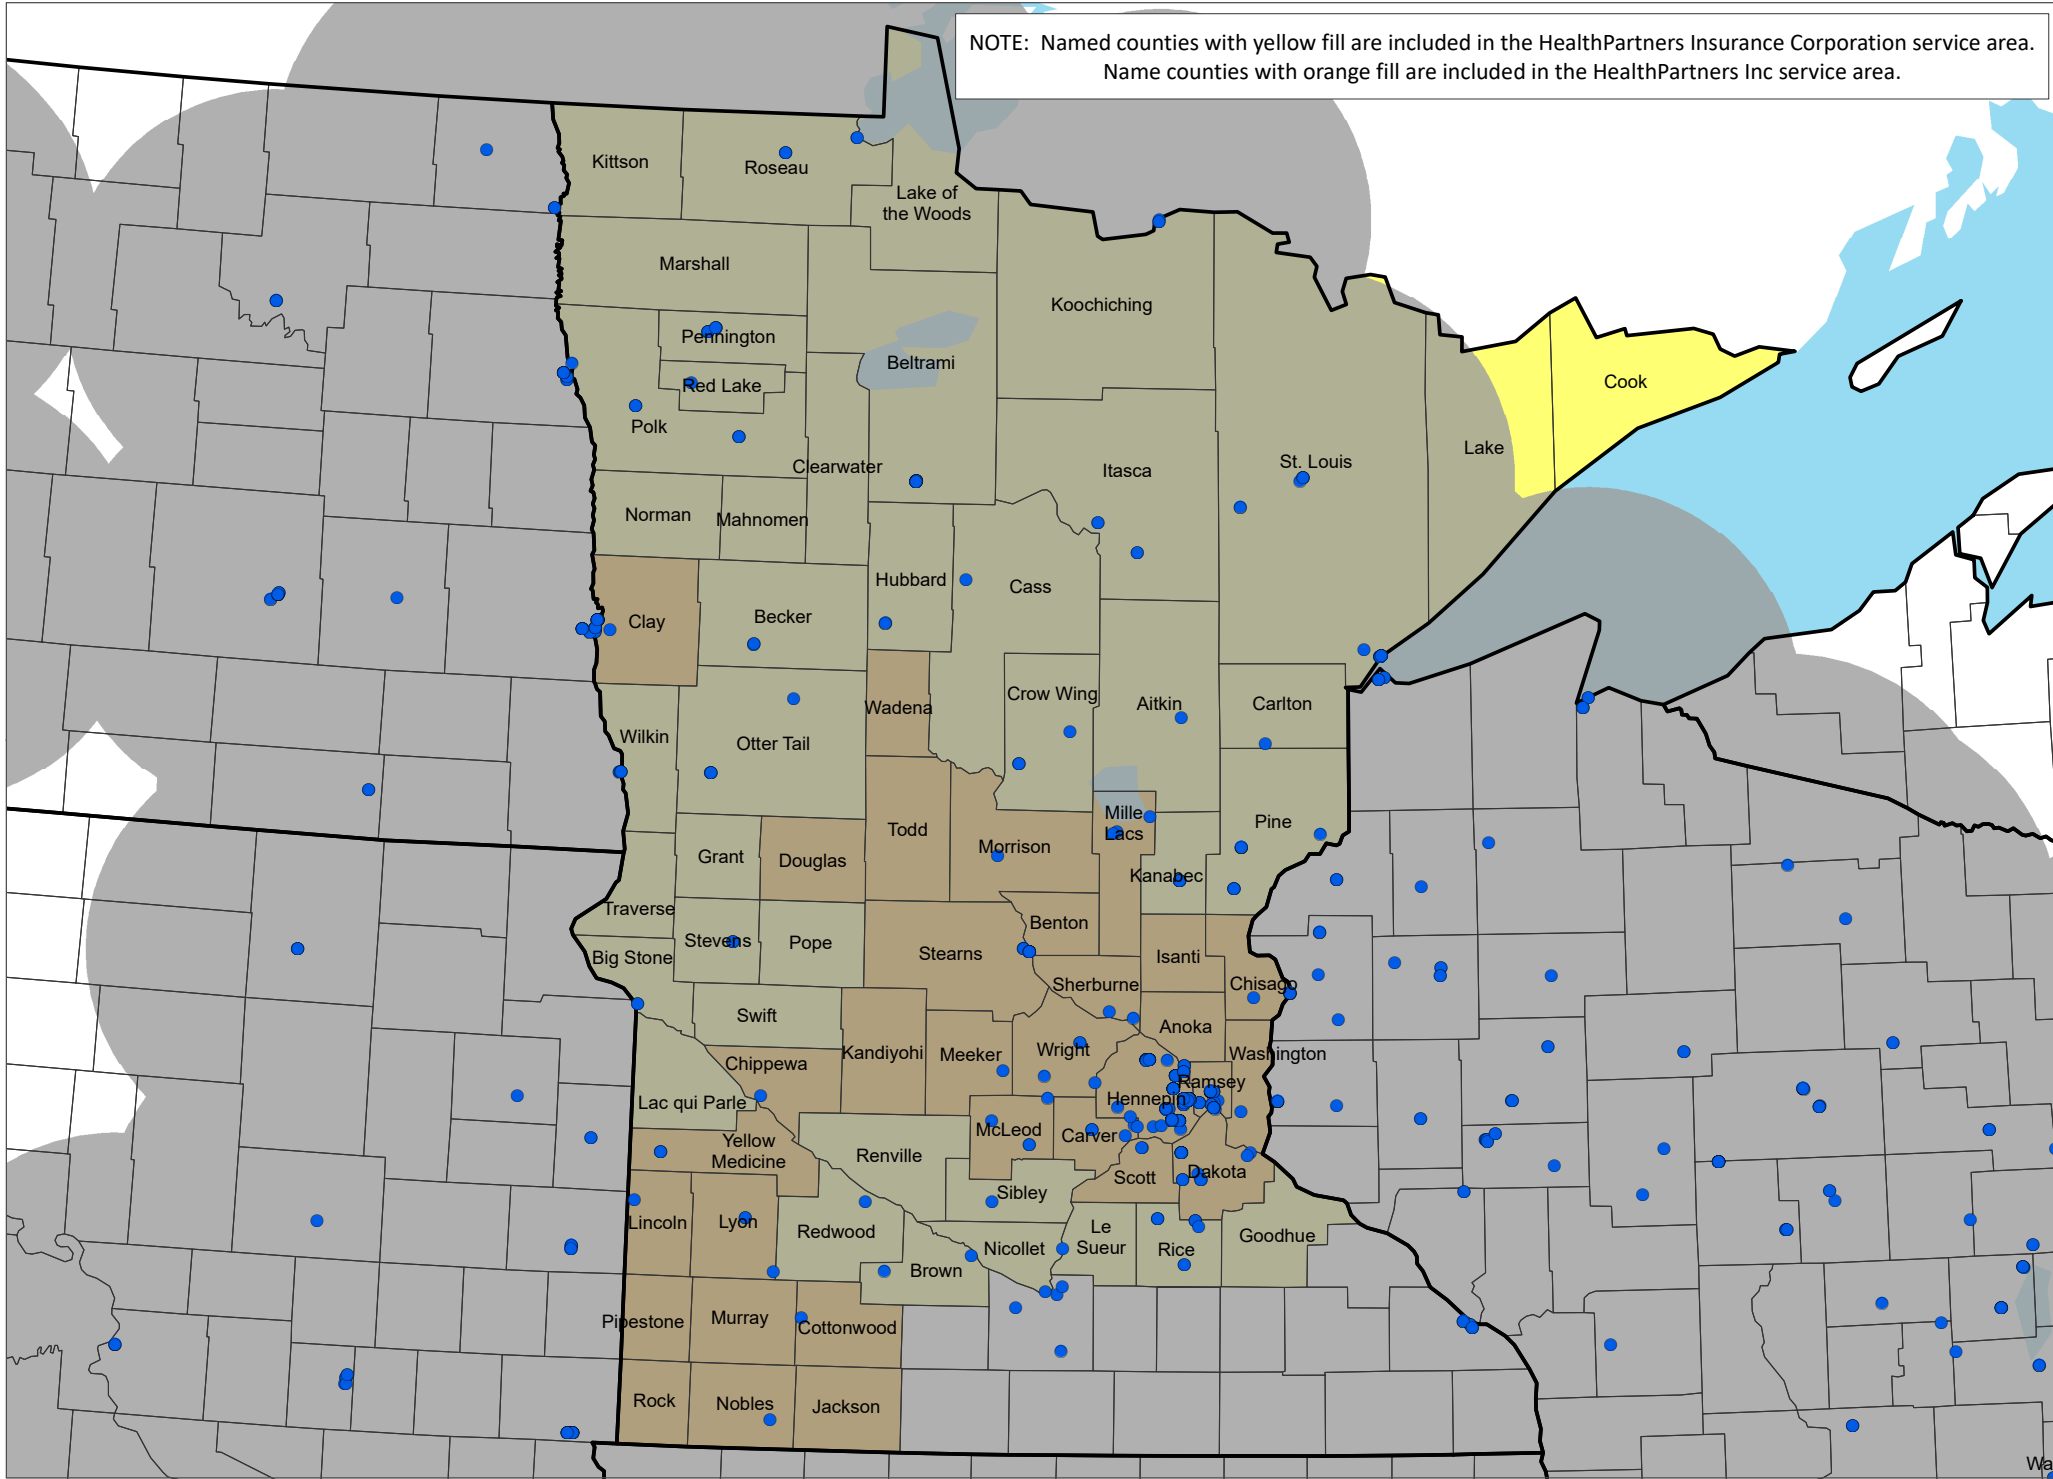 NOTE: Named counties with yellow fill are included in the HealthPartners Insurance Corporation service area.
Name counties with orange fill are included in the HealthPartners Inc service area.
Kittson
Roseau
Lake of
the Woods
Marshall
Koochiching
Pennington
Beltrami
Red Lake
Cook
Polk
Lake
Clearwater
Itasca
St. Louis
Norman
Mahnomen
Hubbard
Cass
Clay
Becker
Wadena
Crow Wing
Aitkin
Carlton
Wilkin
Otter Tail
Mille
Lacs
Pine
Todd
Morrison
Grant
Douglas
Kanabec
Traverse
Benton
Stevens
Pope
Stearns
Isanti
Big Stone
Sherburne
Chisago
Swift
Anoka
Kandiyohi
Meeker
Wright
Washington
Chippewa
Ramsey
Lac qui Parle
Hennepin
McLeod
Carver
Yellow
Medicine
Renville
Scott
Dakota
Sibley
Lincoln
Lyon
Redwood
Le
Sueur
Nicollet
Rice
Goodhue
Brown
Pipestone
Murray
Cottonwood
Rock
Nobles
Jackson
Wa